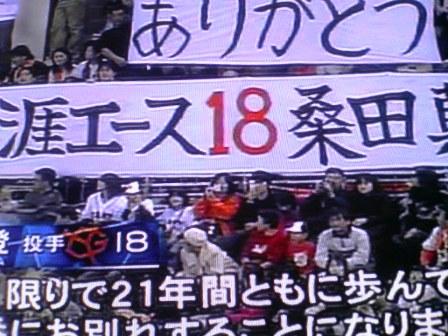 ありがとう
涯エース18桑田真
投手 G 18
限りで21年間ともに歩んで
にお別れすることになりま